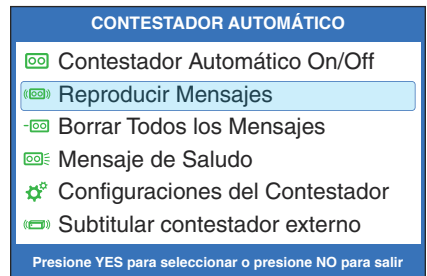 CONTESTADOR AUTOMÁTICO
Contestador Automático On/Off
Reproducir Mensajes
Borrar Todos los Mensajes
Mensaje de Saludo
Configuraciones del Contestador
Subtitular contestador externo
Presione YES para seleccionar o presione NO para salir